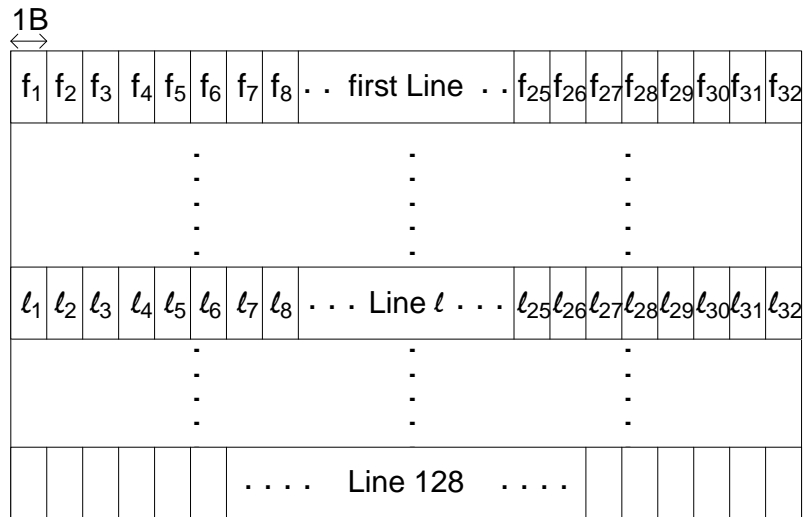 1B
f1 f2 f3 f4 f5 f6 f7 f8 . . first Line . . f25 f26 f27 f28 f29 f30 f31 f32
ℓ1 ℓ2 ℓ3 ℓ4 ℓ5 ℓ6 ℓ7 ℓ8 . . . Line ℓ . . . ℓ25 ℓ26 ℓ27 ℓ28 ℓ29 ℓ30 ℓ31 ℓ32
. . . . Line 128 . . . .